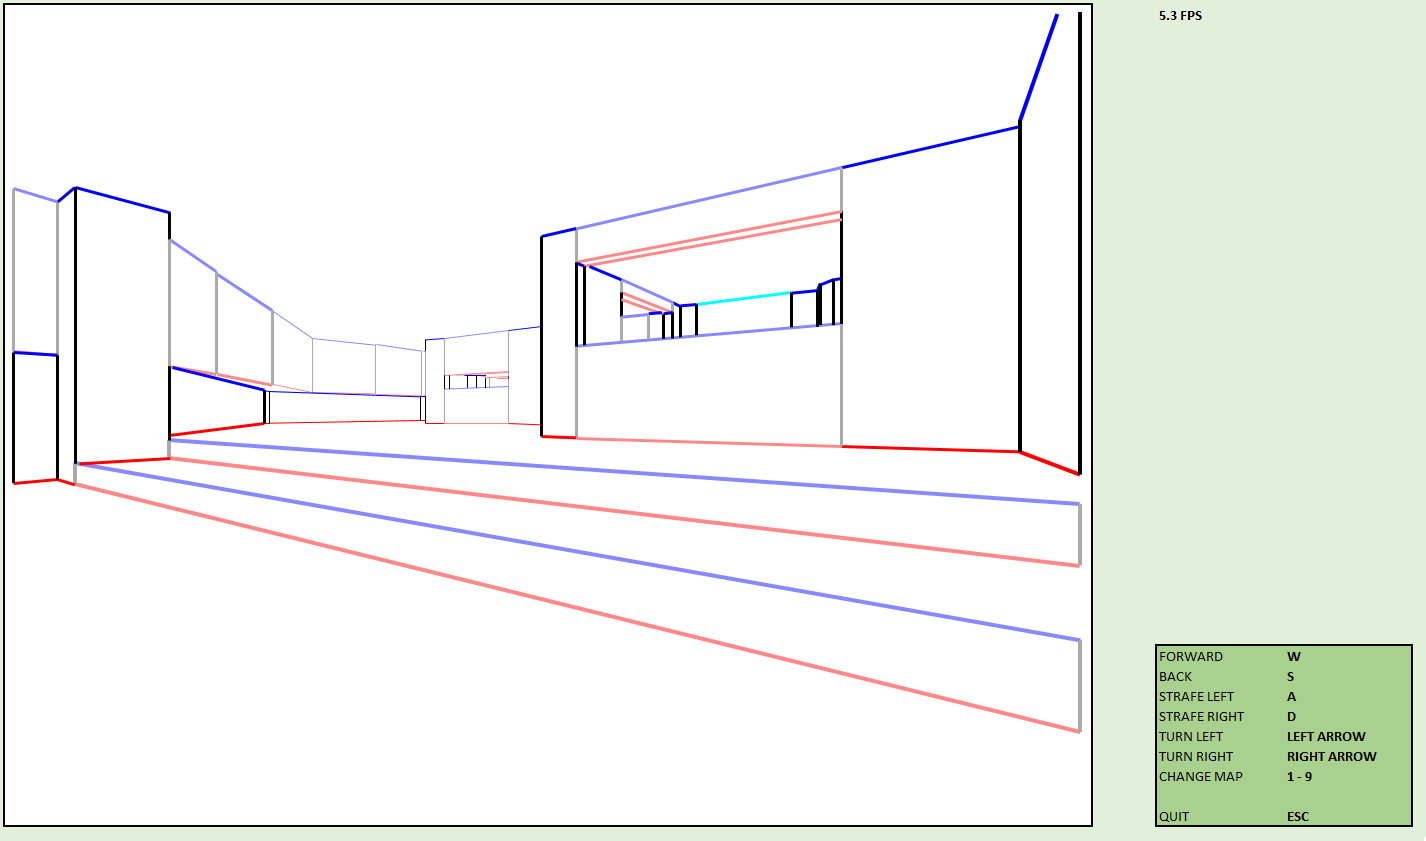 5.3 FPS
FORWARD W
BACK S
STRAFE LEFT A
STRAFE RIGHT D
TURN LEFT LEFT ARROW
TURN RIGHT RIGHT ARROW
CHANGE MAP 1 - 9
QUIT ESC